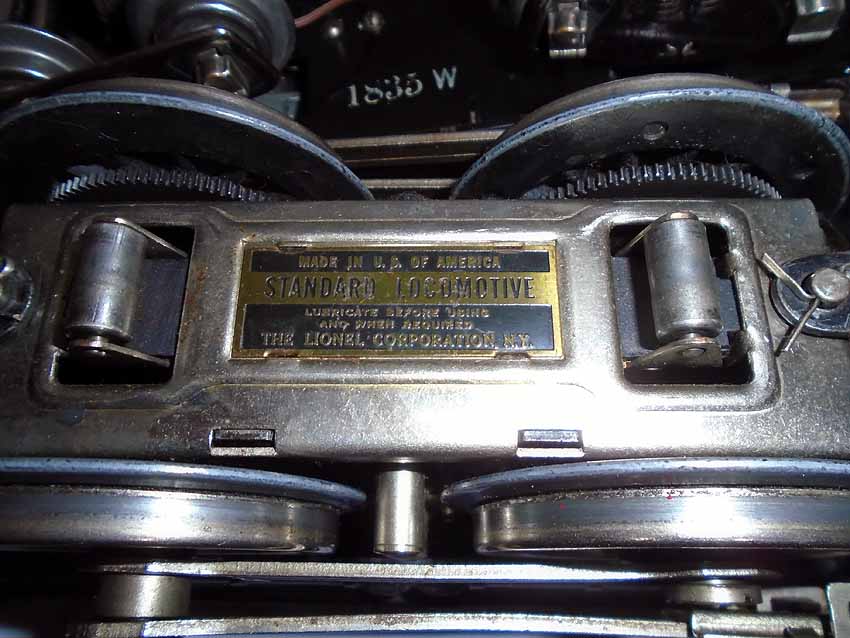 1835 W
MADE IN U.S. OF AMERICA
STANDARD LOCOMOTIVE
LUBRICATE BEFORE USING
AND WHEN REQUIRED
THE LIONEL CORPORATION, N.Y.